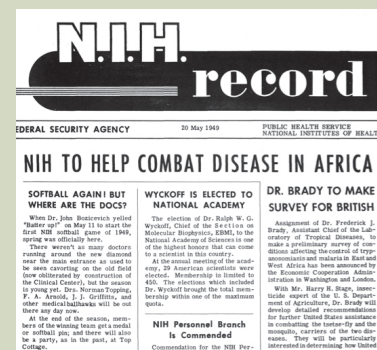 N.I.H.
record
EDERAL SECURITY AGENCY
20 May 1949
PUBLIC HEALTH SERVICE
NATIONAL INSTITUTES OF HEALT
NIH TO HELP COMBAT DISEASE IN AFRICA
SOFTBALL AGAIN! BUT
WHERE ARE THE DOCS?
When Dr. John Bozicevich yelled
"Batter up!" on May 11 to start the
first NIH softball game of 1949,
spring was officially here.
There weren't as many doctors
running around the new diamond
near the main entrance as used to
be seen cavorting on the old field
(now obliterated by construction of
the Clinical Center), but the season
is young yet. Drs. Norman Topping,
F. A. Arnold, J. J. Griffitts, and
other medical ballhawks will be out
there any day now.
At the end of the season, mem-
bers of the winning team get a medal
or softball pin; and there will also
be a party, as in the past, at Top
Cottage.
WYCKOFF IS ELECTED TO
NATIONAL ACADEMY
The election of Dr. Ralph W. G.
Wyckoff, Chief of the Section on
Molecular Biophysics, EBMI, to the
National Academy of Sciences is one
of the highest honors that can come
to a scientist in this country.
At the annual meeting of the acad-
emy, 29 American scientists were
elected. Membership is limited to
450. The elections which included
Dr. Wyckoff brought the total mem-
bership within one of the maximum
quota.
NIH Personnel Branch
Is Commended
Commendation for the NIH Per-
DR. BRADY TO MAKE
SURVEY FOR BRITISH
Assignment of Dr. Frederick J.
Brady, Assistant Chief of the Lab-
oratory of Tropical Diseases, to
make a preliminary survey of con-
ditions affecting the control of tryp-
anosomiasis and malaria in East and
West Africa has been announced by
the Economic Cooperation Admin-
istration in Washington and London.
With Mr. Harry H. Stage, insec-
ticide expert of the U. S. Depart-
ment of Agriculture, Dr. Brady will
develop detailed recommendations
for further United States assistance
in combatting the tsetse-fly and the
mosquito, carriers of the two dis-
eases. They will be particularly
interested in determining how United